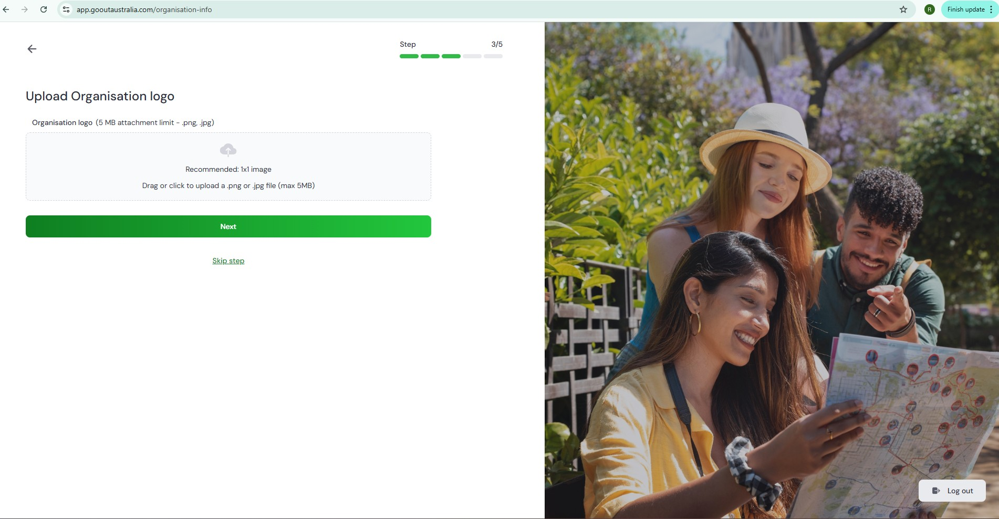 app.gooutaustralia.com/organisation-info
R
Finish update
Step 3/5
Upload Organisation logo
Organisation logo (5 MB attachment limit - .png, .jpg)
Recommended: 1x1 image
Drag or click to upload a .png or .jpg file (max 5MB)
Next
Skip step
Log out